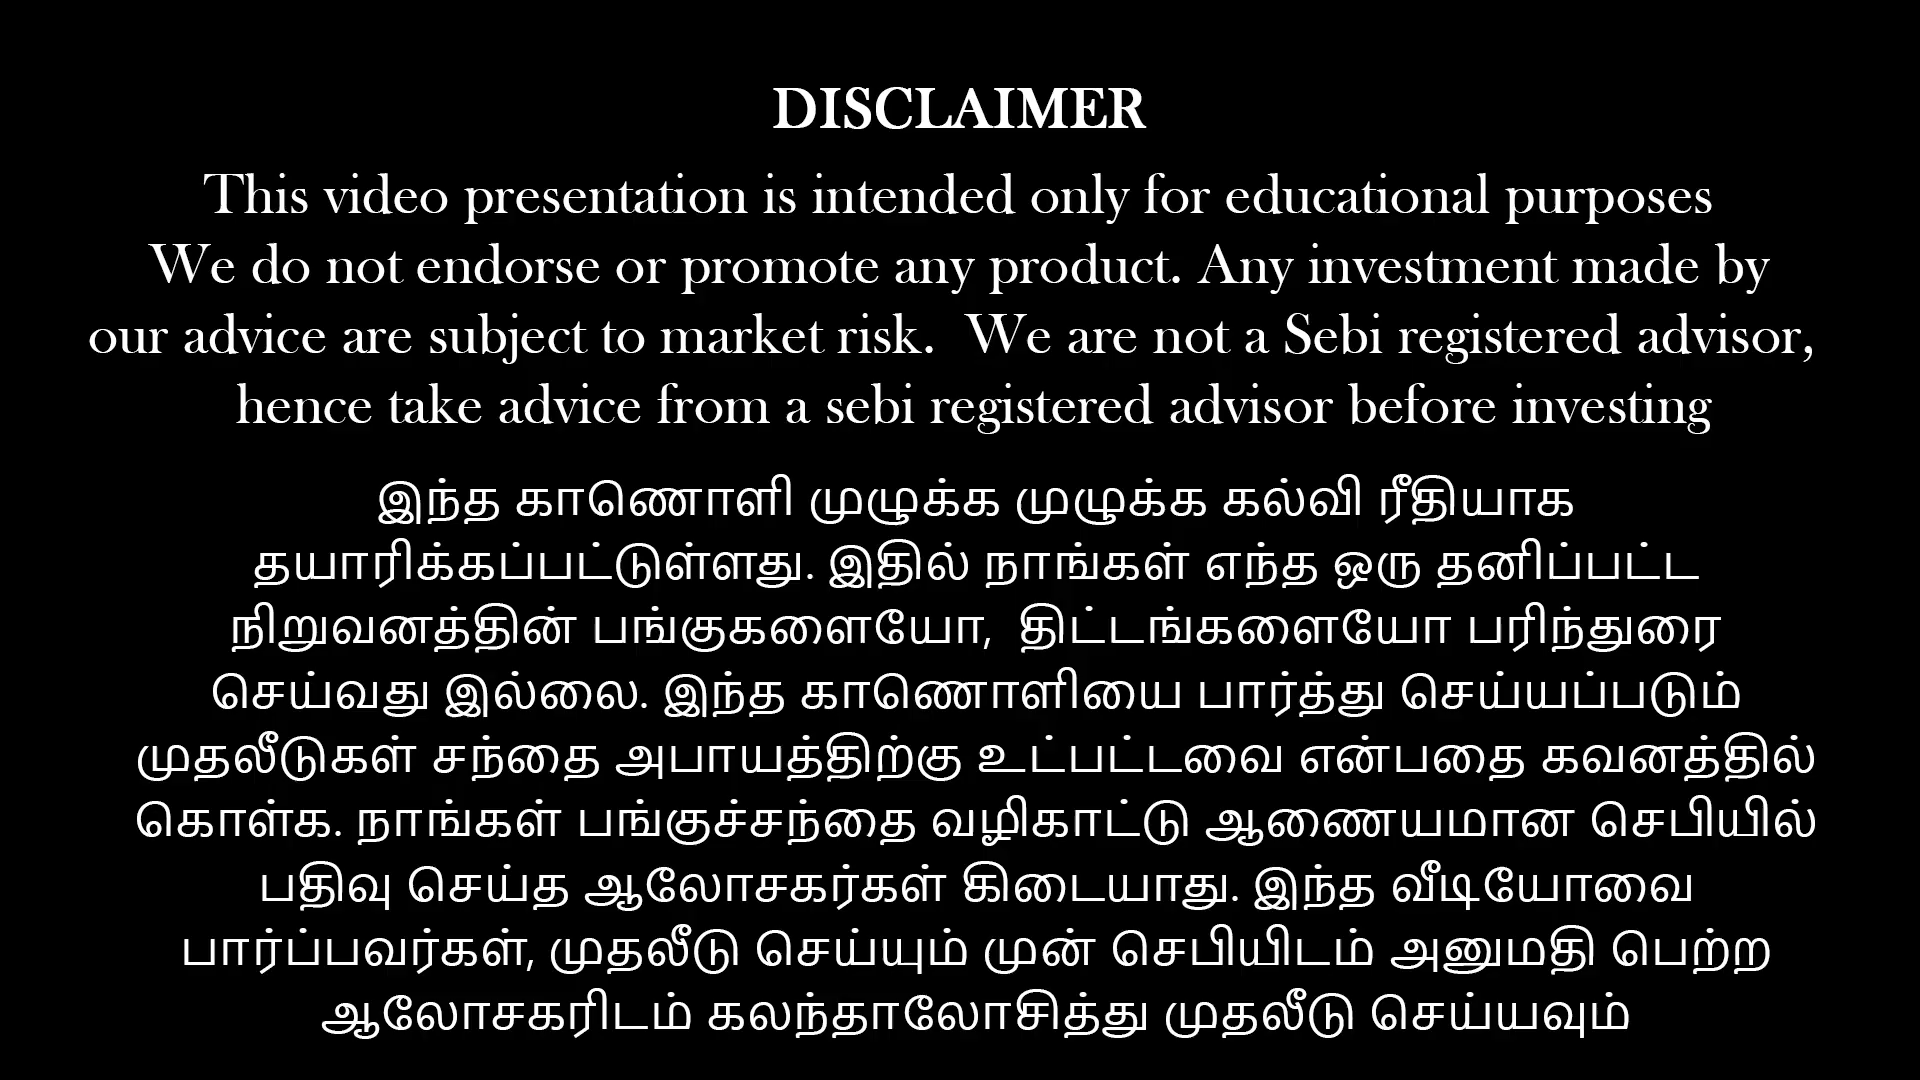 DISCLAIMER
This video presentation is intended only for educational purposes
We do not endorse or promote any product. Any investment made by
our advice are subject to market risk.  We are not a Sebi registered advisor,
hence take advice from a sebi registered advisor before investing
இந்த காணொளி முழுக்க முழுக்க கல்வி ரீதியாக
தயாரிக்கப்பட்டுள்ளது. இதில் நாங்கள் எந்த ஒரு தனிப்பட்ட
நிறுவனத்தின் பங்குகளையோ,  திட்டங்களையோ பரிந்துரை
செய்வது இல்லை. இந்த காணொளியை பார்த்து செய்யப்படும்
முதலீடுகள் சந்தை அபாயத்திற்கு உட்பட்டவை என்பதை கவனத்தில்
கொள்க. நாங்கள் பங்குச்சந்தை வழிகாட்டு ஆணையமான செபியில்
பதிவு செய்த ஆலோசகர்கள் கிடையாது. இந்த வீடியோவை
பார்ப்பவர்கள், முதலீடு செய்யும் முன் செபியிடம் அனுமதி பெற்ற
ஆலோசகரிடம் கலந்தாலோசித்து முதலீடு செய்யவும்